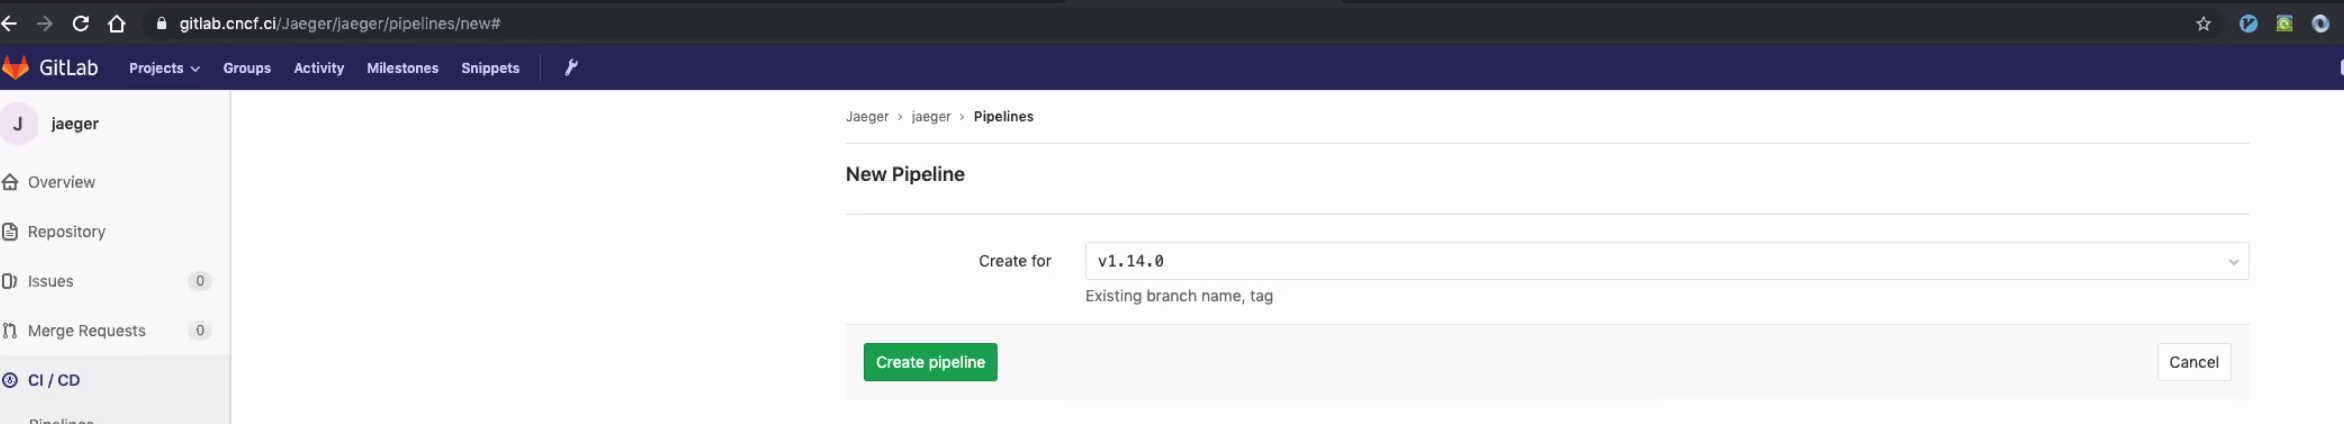 gitlab.cncf.ci/Jaeger/jaeger/pipelines/new#
GitLab Projects Groups Activity Milestones Snippets
J jaeger
Overview
Repository
Issues 0
Merge Requests 0
CI / CD
Pipelines
Jaeger › jaeger › Pipelines
New Pipeline
Create for v1.14.0
Existing branch name, tag
Create pipeline Cancel